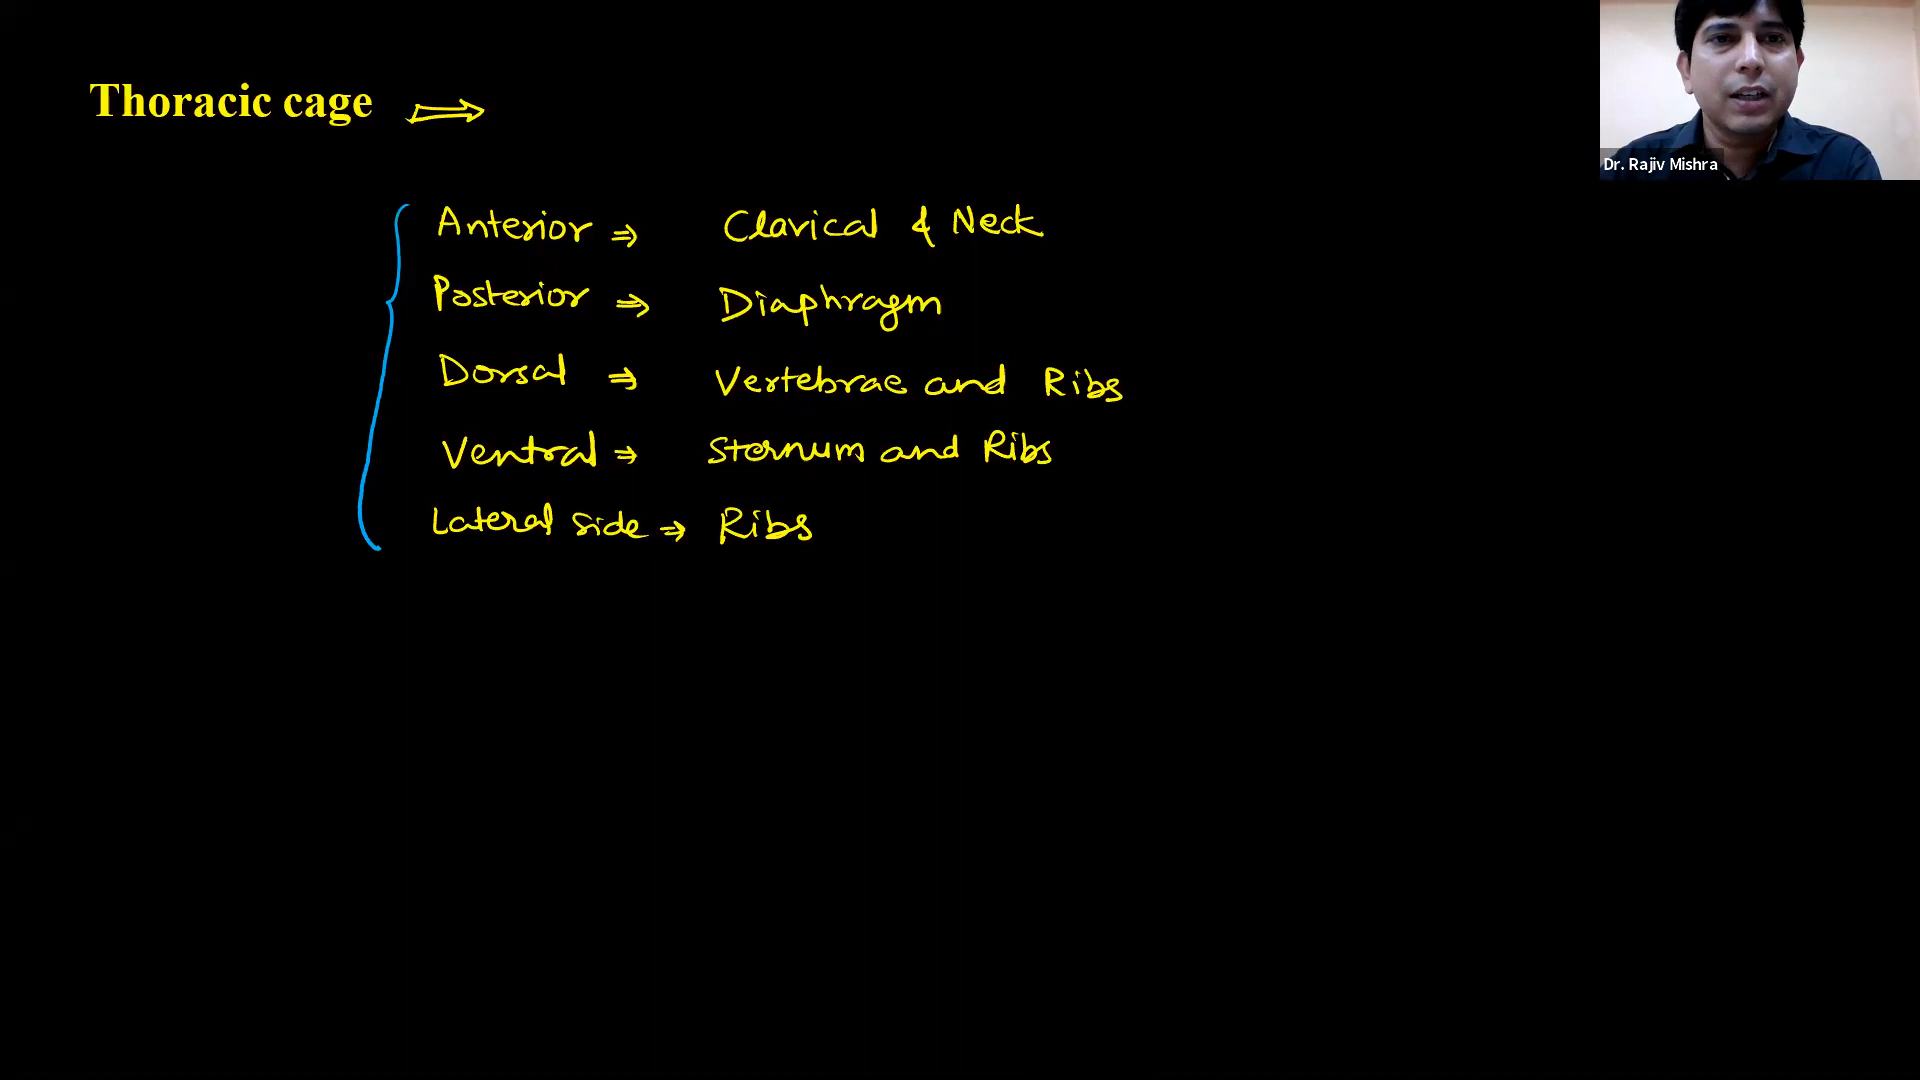 Thoracic cage ⇒
Dr. Rajiv Mishra
Anterior ⇒ Clavical & Neck
Posterior ⇒ Diaphragm
Dorsal ⇒ Vertebrae and Ribs
Ventral ⇒ Sternum and Ribs
Lateral side ⇒ Ribs